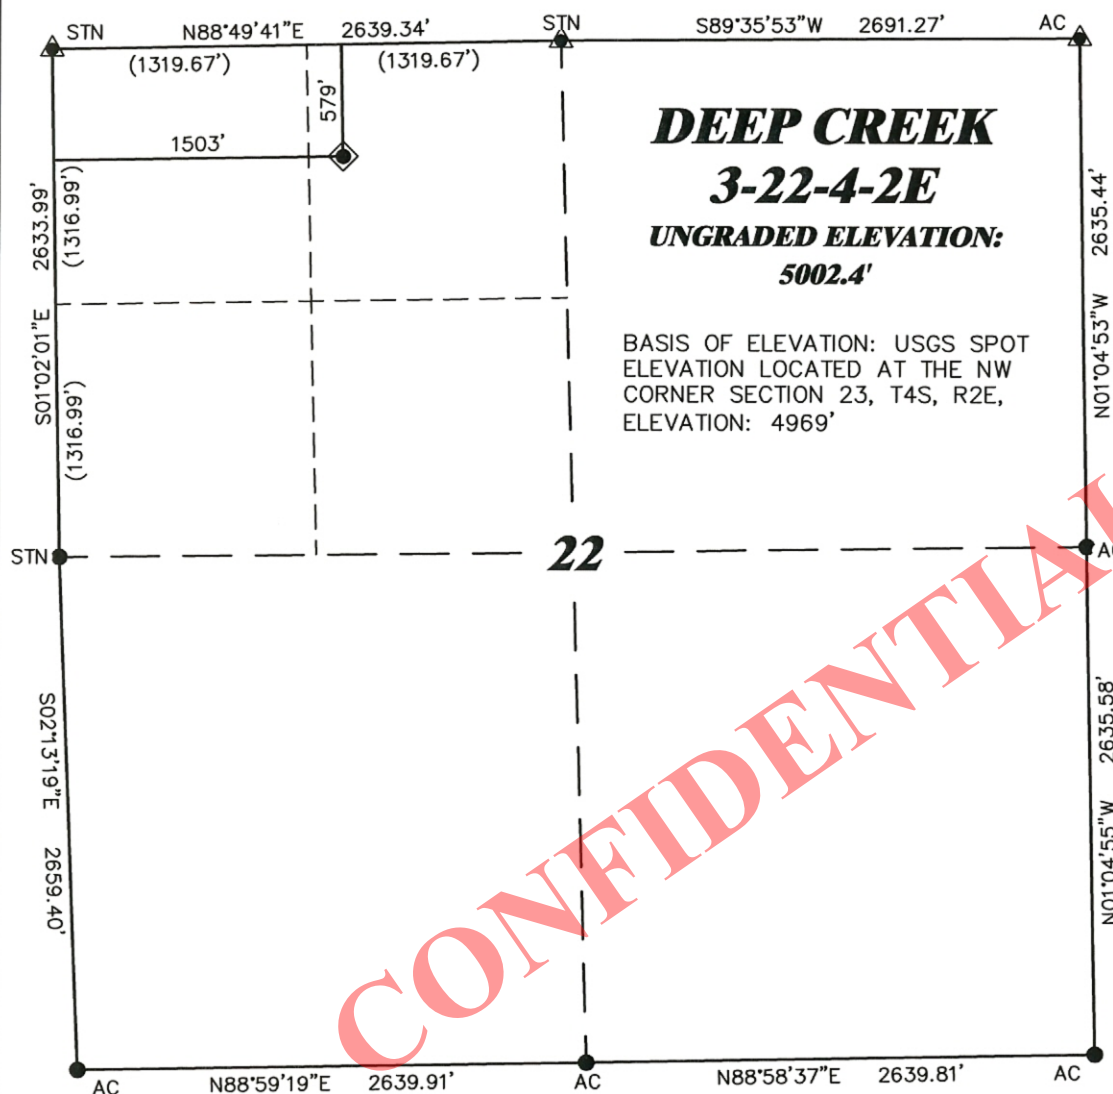 STN N88°49'41"E 2639.34' STN S89°35'53"W 2691.27' AC
(1319.67') (1319.67')
579'
1503'
DEEP CREEK
3-22-4-2E
UNGRADED ELEVATION:
5002.4'
BASIS OF ELEVATION: USGS SPOT
ELEVATION LOCATED AT THE NW
CORNER SECTION 23, T4S, R2E,
ELEVATION: 4969'
S01°02'01"E 2633.99'
(1316.99')
(1316.99')
N01°04'53"W 2635.44'
STN
22
AC
S02°13'19"E 2659.40'
N01°04'55"W 2635.58'
CONFIDENTIAL
AC N88°59'19"E 2639.91' AC N88°58'37"E 2639.81' AC